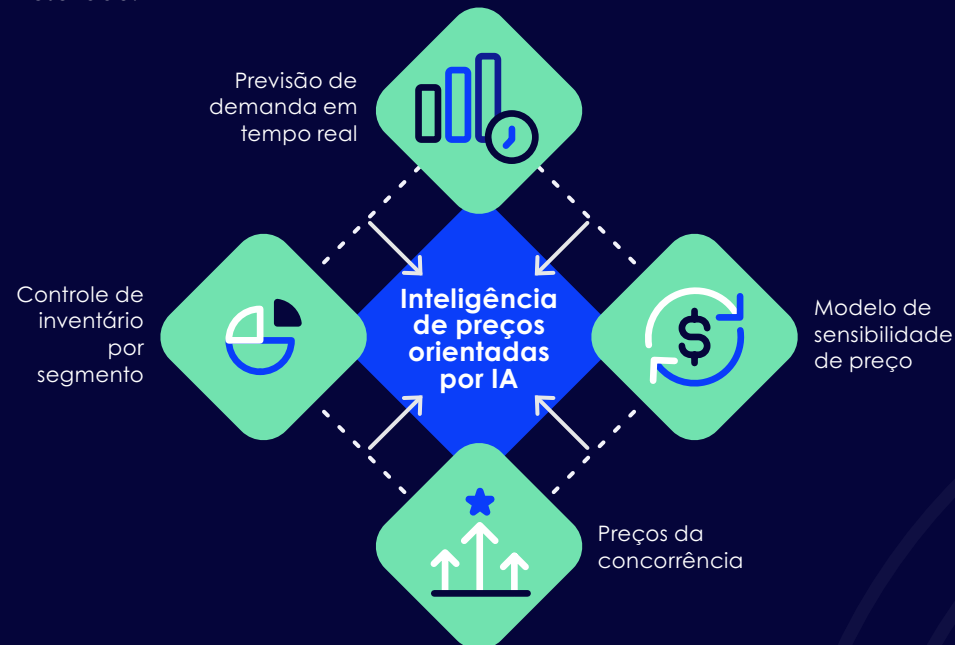 Previsão de
demanda em
tempo real
Controle de
inventário
por
segmento
Inteligência
de preços
orientadas
por IA
Modelo de
sensibilidade
de preço
Preços da
concorrência
$